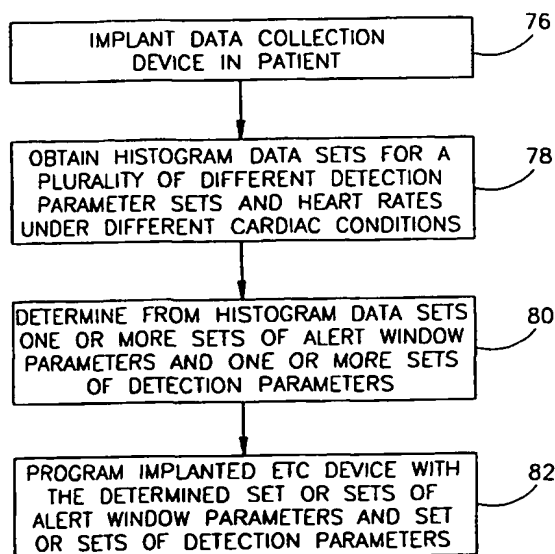 IMPLANT DATA COLLECTION
DEVICE IN PATIENT
76
OBTAIN HISTOGRAM DATA SETS FOR A
PLURALITY OF DIFFERENT DETECTION
PARAMETER SETS AND HEART RATES
UNDER DIFFERENT CARDIAC CONDITIONS
78
DETERMINE FROM HISTOGRAM DATA SETS
ONE OR MORE SETS OF ALERT WINDOW
PARAMETERS AND ONE OR MORE SETS
OF DETECTION PARAMETERS
80
PROGRAM IMPLANTED ETC DEVICE WITH
THE DETERMINED SET OR SETS OF
ALERT WINDOW PARAMETERS AND SET
OR SETS OF DETECTION PARAMETERS
82